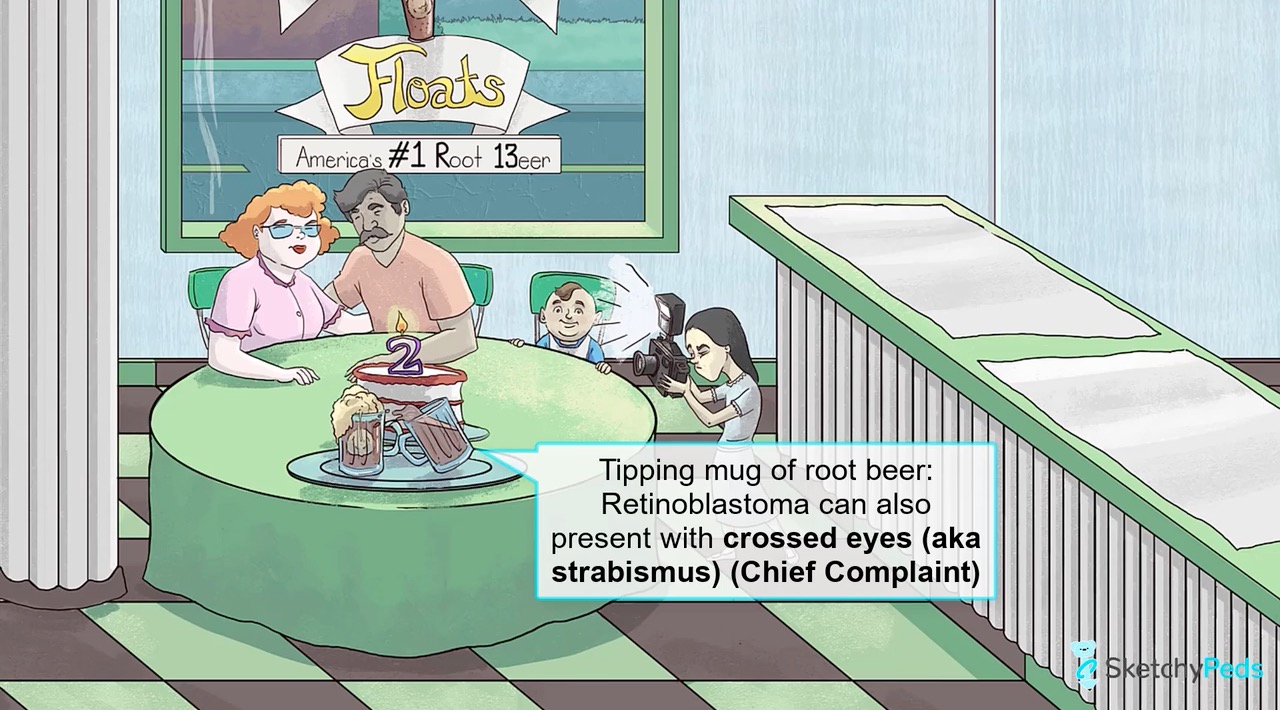 Floats
America's #1 Root 13eer
2
Tipping mug of root beer:
Retinoblastoma can also
present with crossed eyes (aka
strabismus) (Chief Complaint)
SketchyPeds